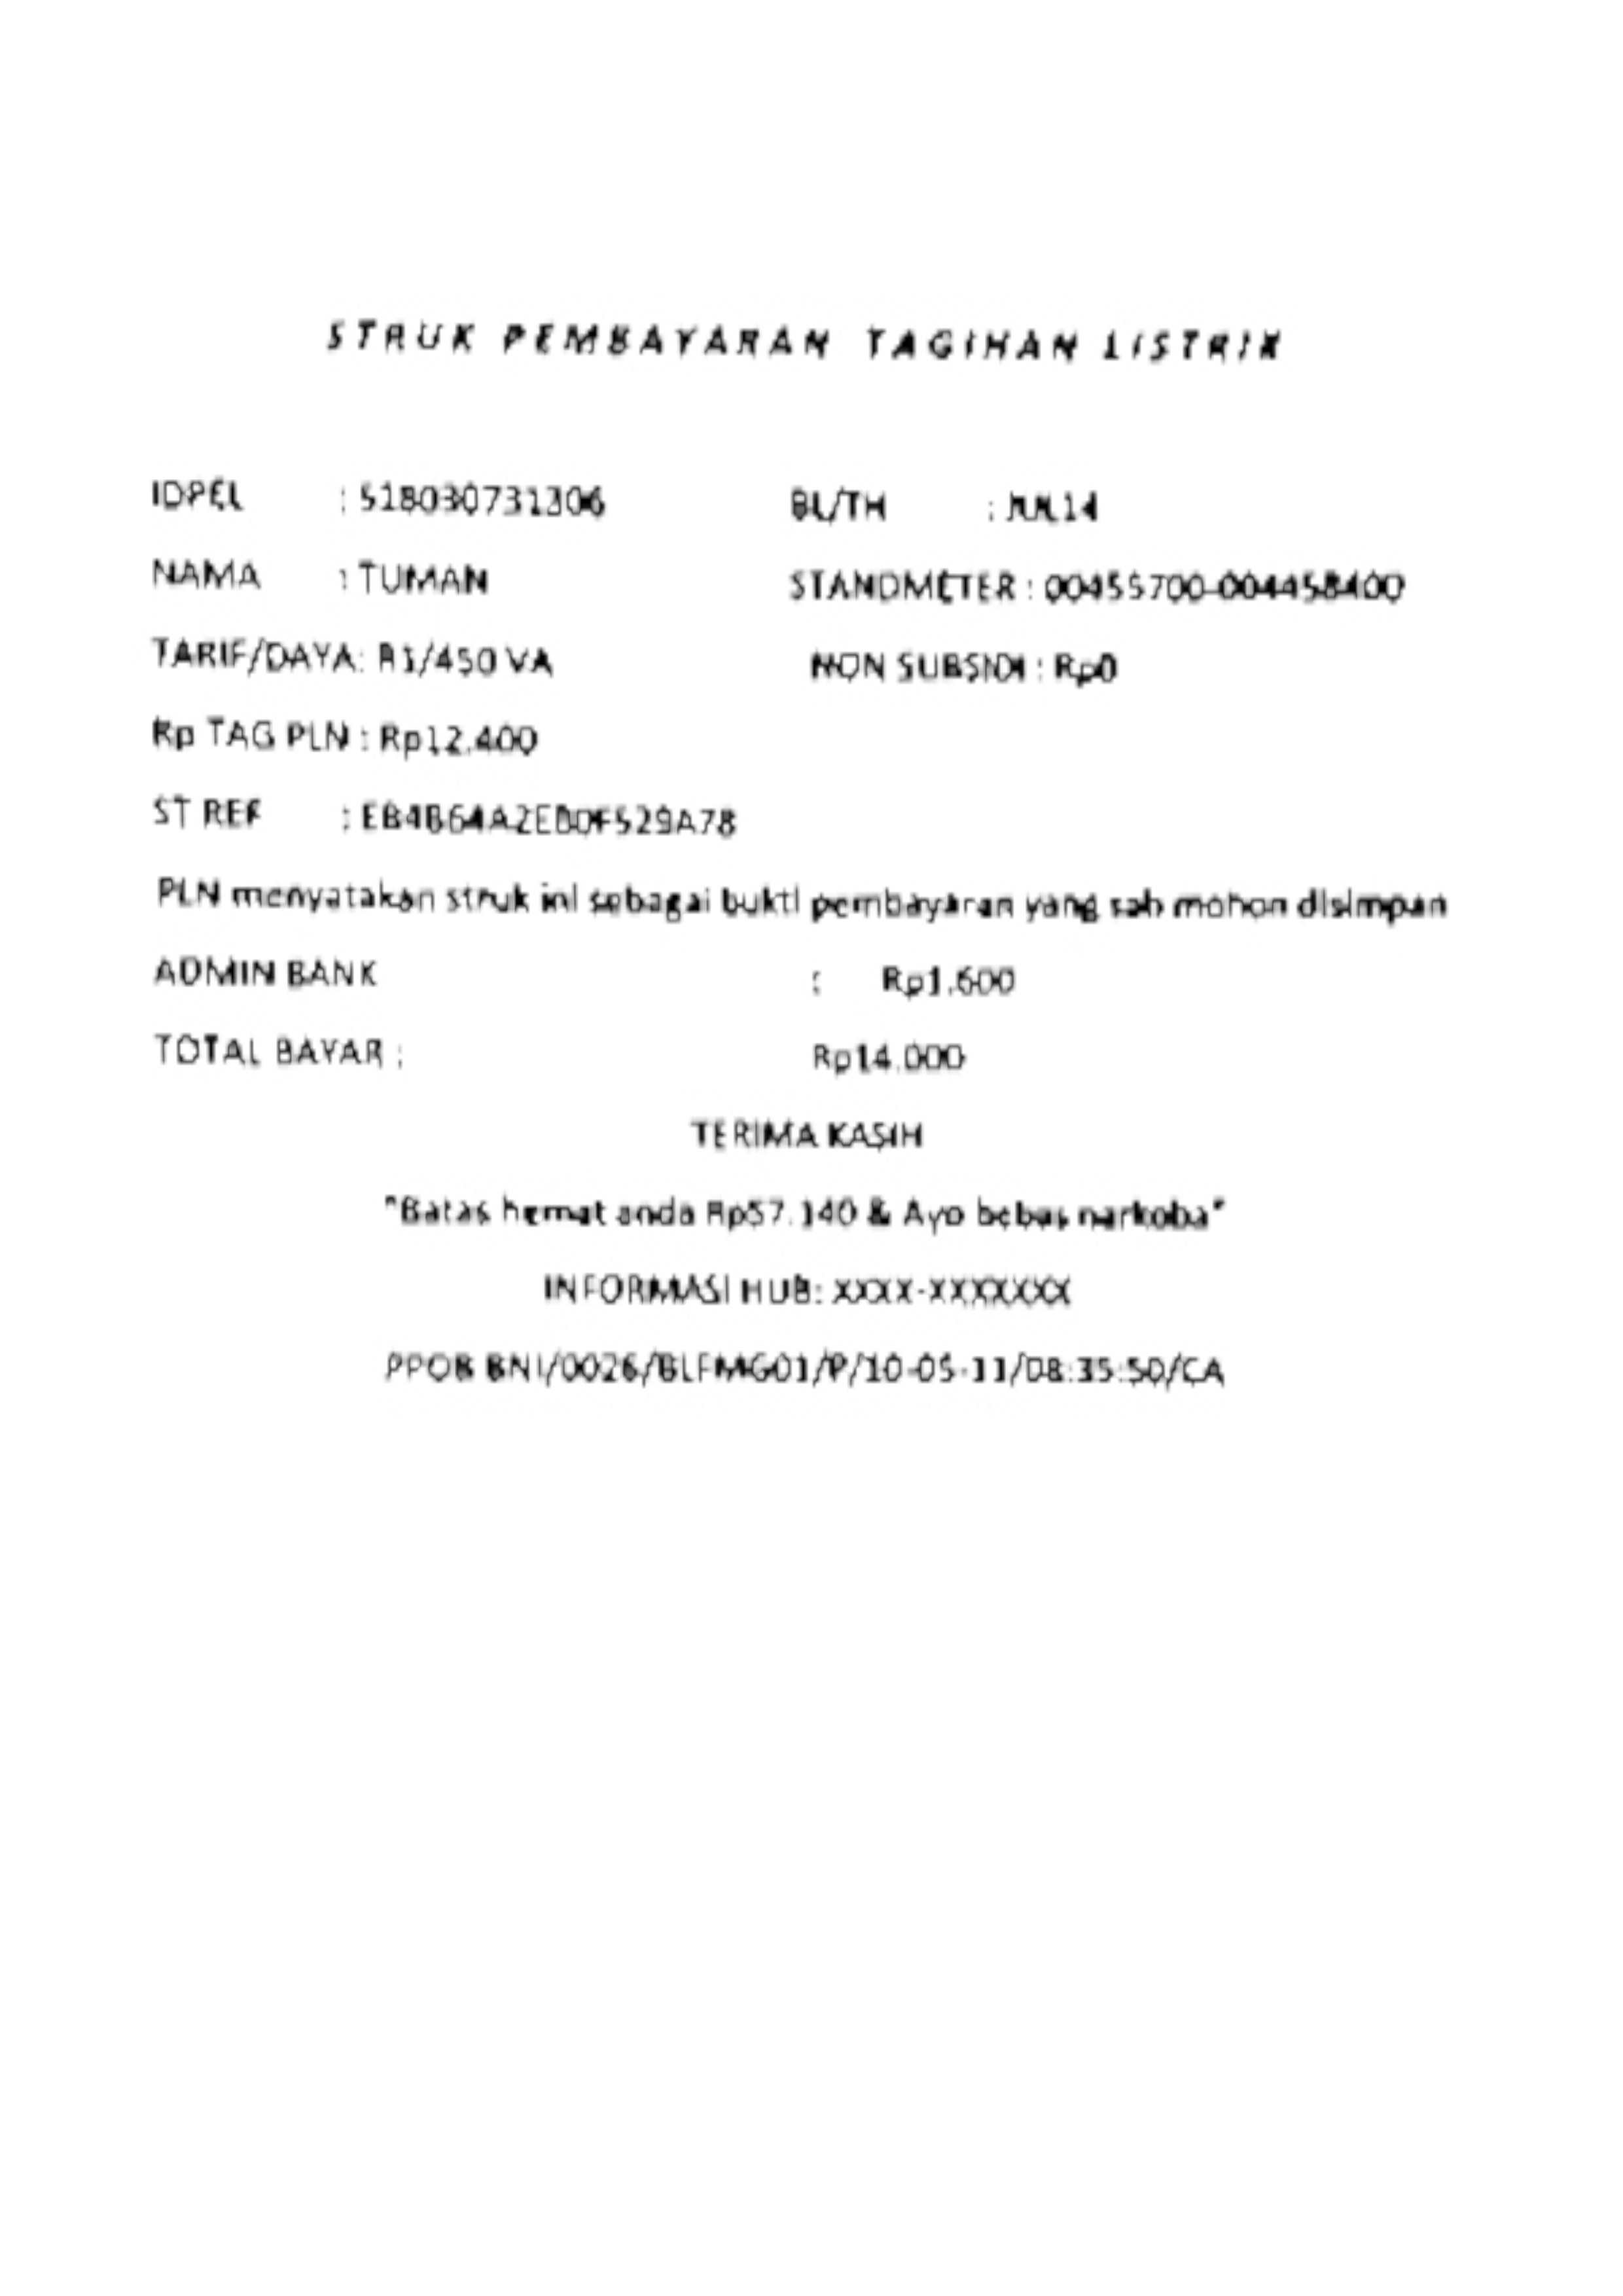 STRUK PEMBAYARAN TAGIHAN LISTRIK
IDPEL : 518030731306 BL/TH : JUL14
NAMA : TUMAN STANDMETER : 00455700-004458400
TARIF/DAYA: R1/450 VA NON SUBSIDI : Rp0
Rp TAG PLN : Rp12.400
ST REF : EB4B64A2EB0F529A78
PLN menyatakan struk ini sebagai bukti pembayaran yang sah mohon disimpan
ADMIN BANK : Rp1.600
TOTAL BAYAR : Rp14.000
TERIMA KASIH
"Batas hemat anda Rp57.140 & Ayo bebas narkoba"
INFORMASI HUB: XXXX-XXXXXXX
PPOB BNI/0026/BLFMG01/P/10-05-11/08:35:50/CA